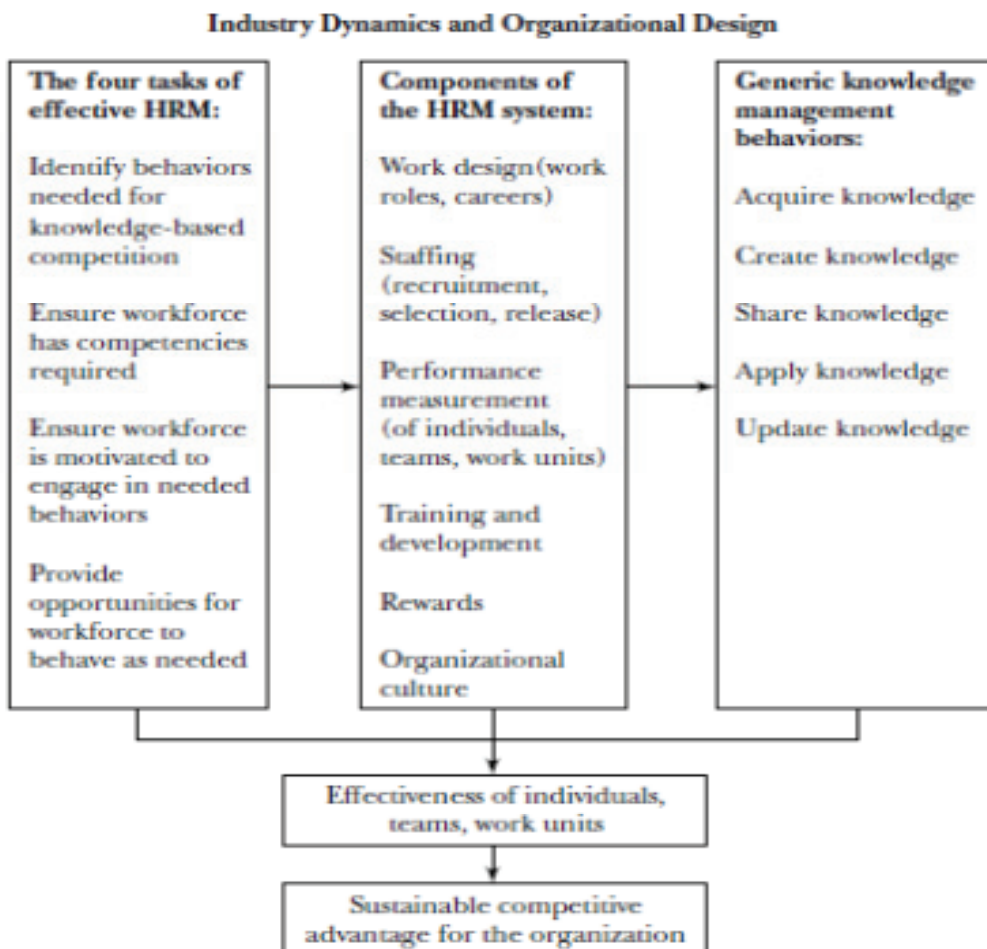 Industry Dynamics and Organizational Design
The four tasks of
effective HRM:
Identify behaviors
needed for
knowledge-based
competition
Ensure workforce
has competencies
required
Ensure workforce
is motivated to
engage in needed
behaviors
Provide
opportunities for
workforce to
behave as needed
Components of
the HRM system:
Work design(work
roles, careers)
Staffing
(recruitment,
selection, release)
Performance
measurement
(of individuals,
teams, work units)
Training and
development
Rewards
Organizational
culture
Generic knowledge
management
behaviors:
Acquire knowledge
Create knowledge
Share knowledge
Apply knowledge
Update knowledge
Effectiveness of individuals,
teams, work units
Sustainable competitive
advantage for the organization